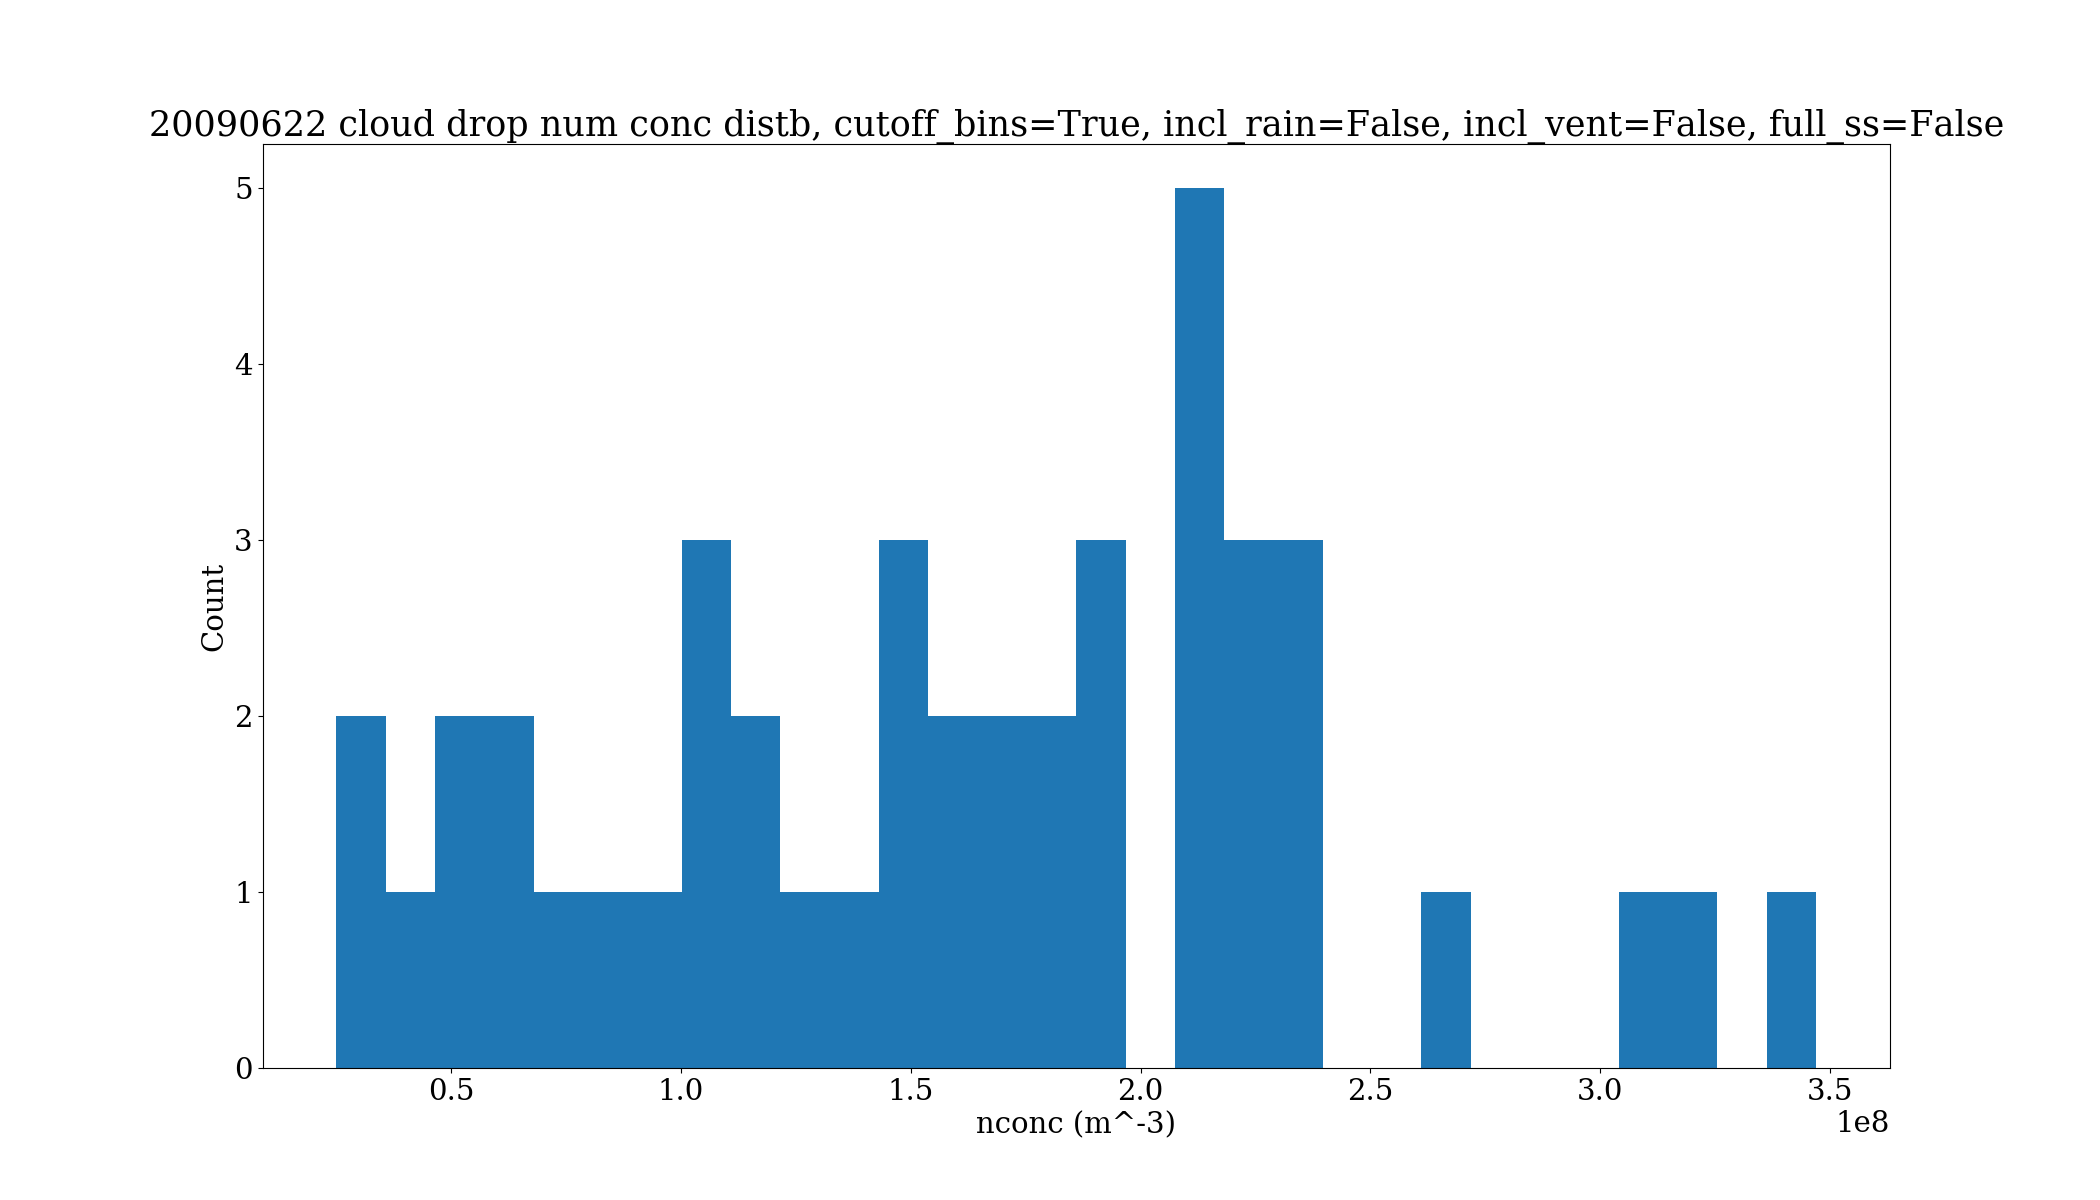 20090622 cloud drop num conc distb, cutoff_bins=True, incl_rain=False, incl_vent=False, full_ss=False
5
4
3
2
1
0
Count
0.5 1.0 1.5 2.0 2.5 3.0 3.5
1e8
nconc (m^-3)